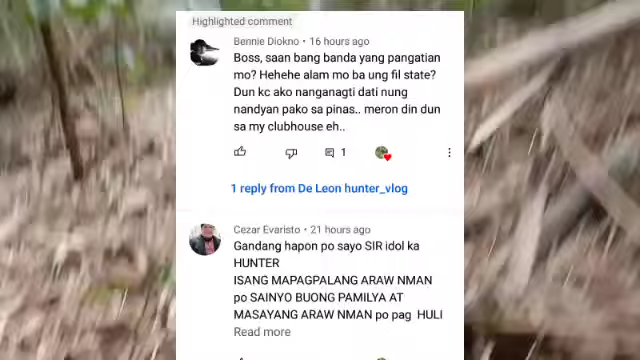 Highlighted comment
Bennie Diokno • 16 hours ago
Boss, saan bang banda yang pangatian
mo? Hehehe alam mo ba ung fil state?
Dun kc ako nanganagti dati nung
nandyan pako sa pinas.. meron din dun
sa my clubhouse eh..
1
1 reply from De Leon hunter_vlog
Cezar Evaristo • 21 hours ago
Gandang hapon po sayo SIR idol ka
HUNTER
ISANG MAPAGPALANG ARAW NMAN
po SAINYO BUONG PAMILYA AT
MASAYANG ARAW NMAN po pag HULI
Read more